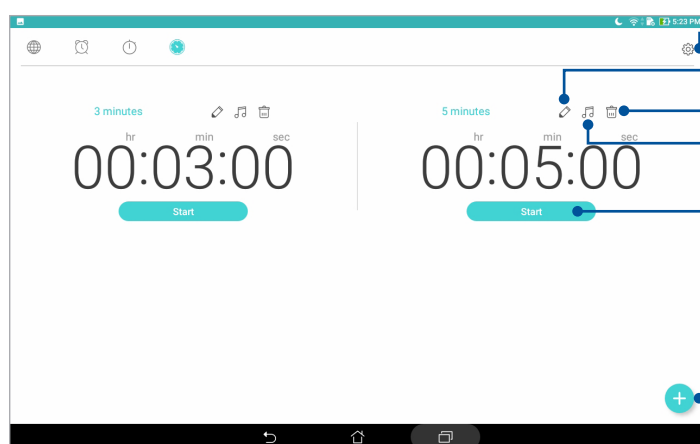 5:23 PM
3 minutes
5 minutes
hr min sec
hr min sec
00:03:00
00:05:00
Start
Start